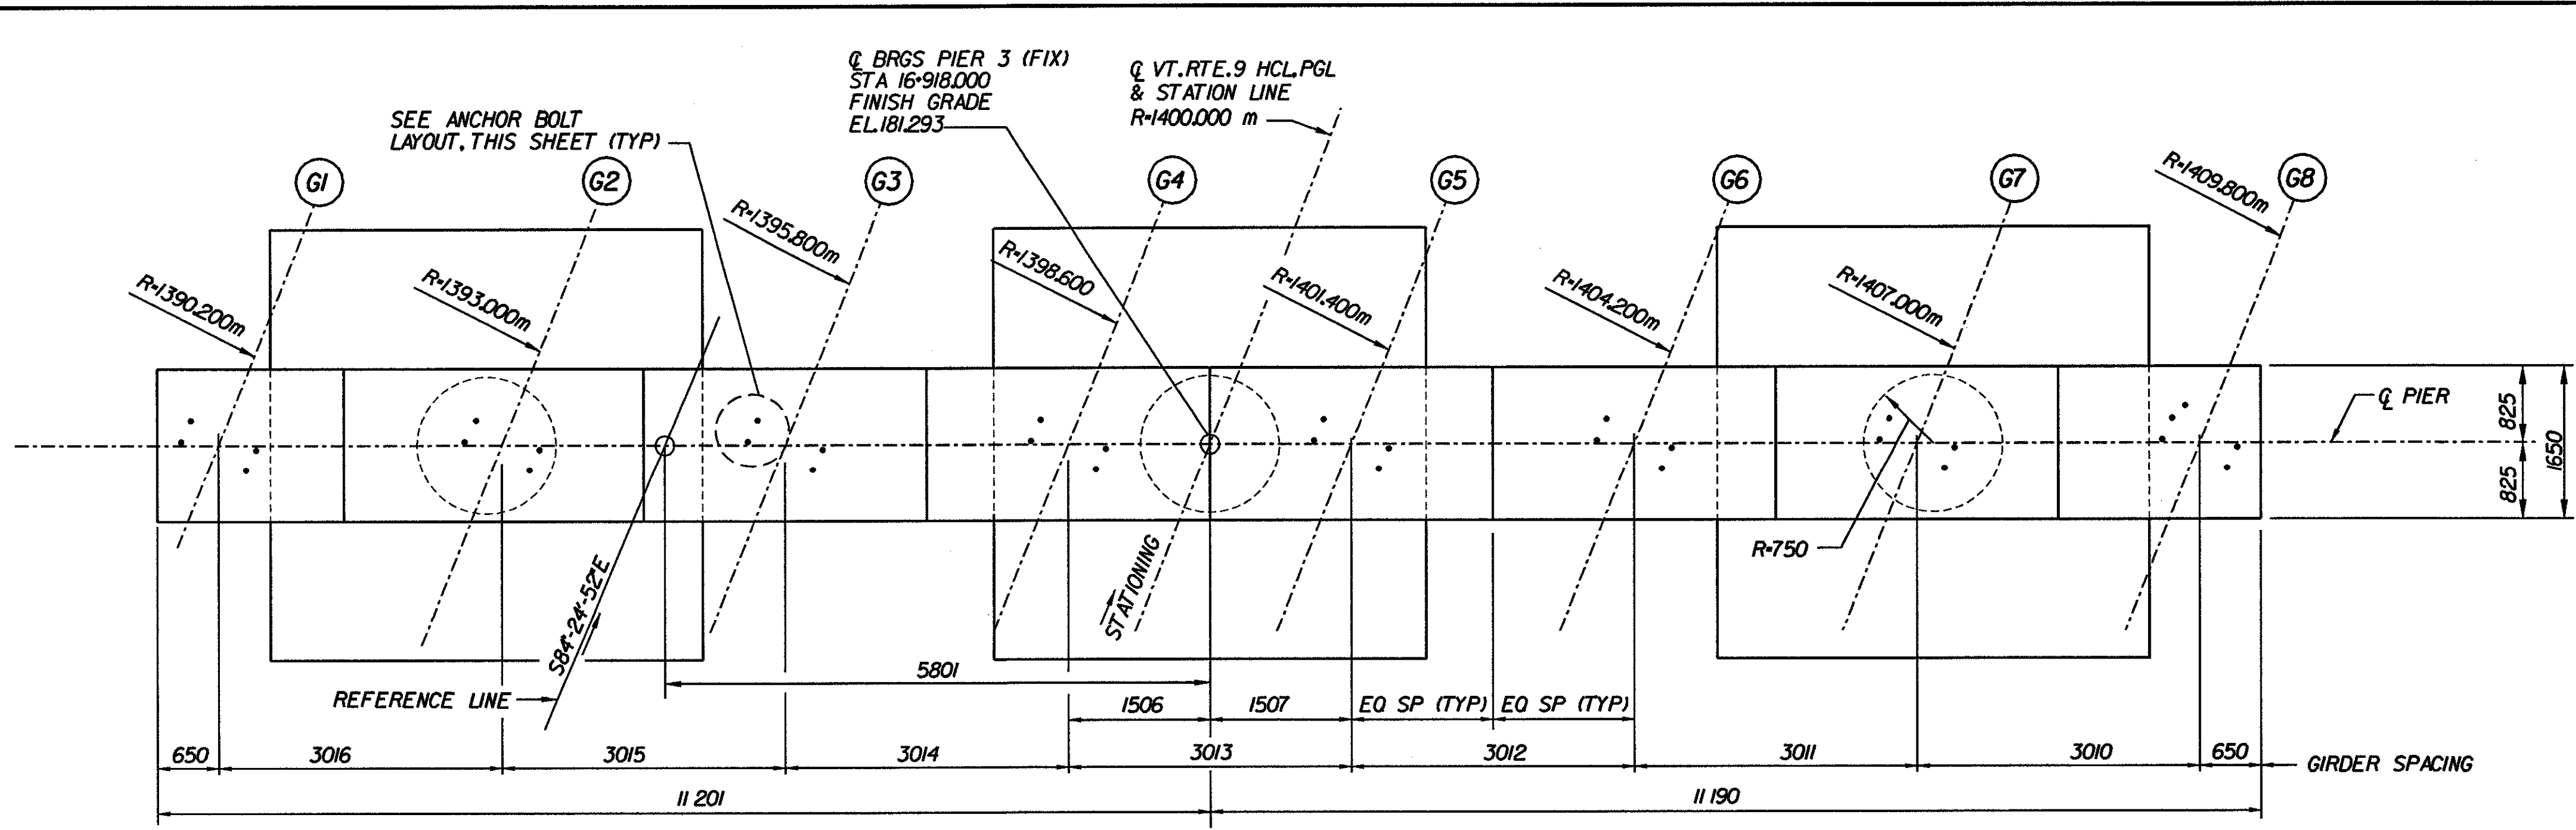 ℄ BRGS PIER 3 (FIX)
STA 16+918.000
FINISH GRADE
EL.181.293
℄ VT.RTE.9 HCL,PGL
& STATION LINE
R=1400.000 m
SEE ANCHOR BOLT
LAYOUT, THIS SHEET (TYP)
G1
G2
G3
G4
G5
G6
G7
G8
R=1390.200m
R=1393.000m
R=1395.800m
R=1398.600
R=1401.400m
R=1404.200m
R=1407.000m
R=1409.800m
℄ PIER
825
825
1650
R=750
STATIONING
S84°-24'-52"E
REFERENCE LINE
5801
1506
1507
EQ SP (TYP)
EQ SP (TYP)
650
3016
3015
3014
3013
3012
3011
3010
650
GIRDER SPACING
11 201
11 190